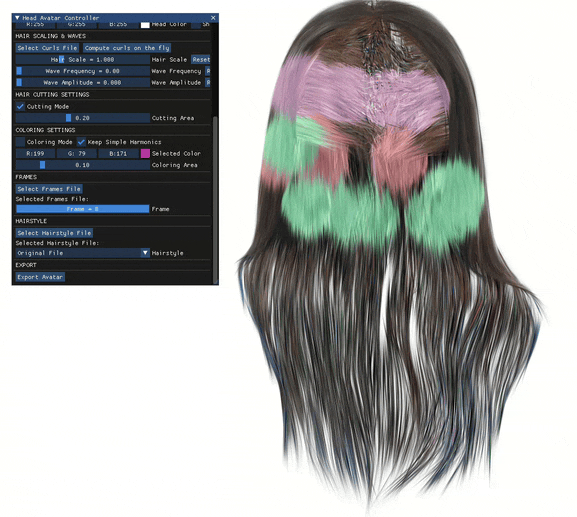 Head Avatar Controller
R:255 G:255 B:255 Head Color Sh
HAIR SCALING & WAVES
Select Curls File Compute curls on the fly
Hair Scale = 1.000 Hair Scale Reset
Wave Frequency = 0.00 Wave Frequency R
Wave Amplitude = 0.000 Wave Amplitude R
HAIR CUTTING SETTINGS
Cutting Mode
0.20 Cutting Area
COLORING SETTINGS
Coloring Mode Keep Simple Harmonics
R:199 G: 79 B:171 Selected Color
0.10 Coloring Area
FRAMES
Select Frames File
Selected Frames File:
Frame = 0 Frame
HAIRSTYLE
Select Hairstyle File
Selected Hairstyle File:
Original File Hairstyle
EXPORT
Export Avatar